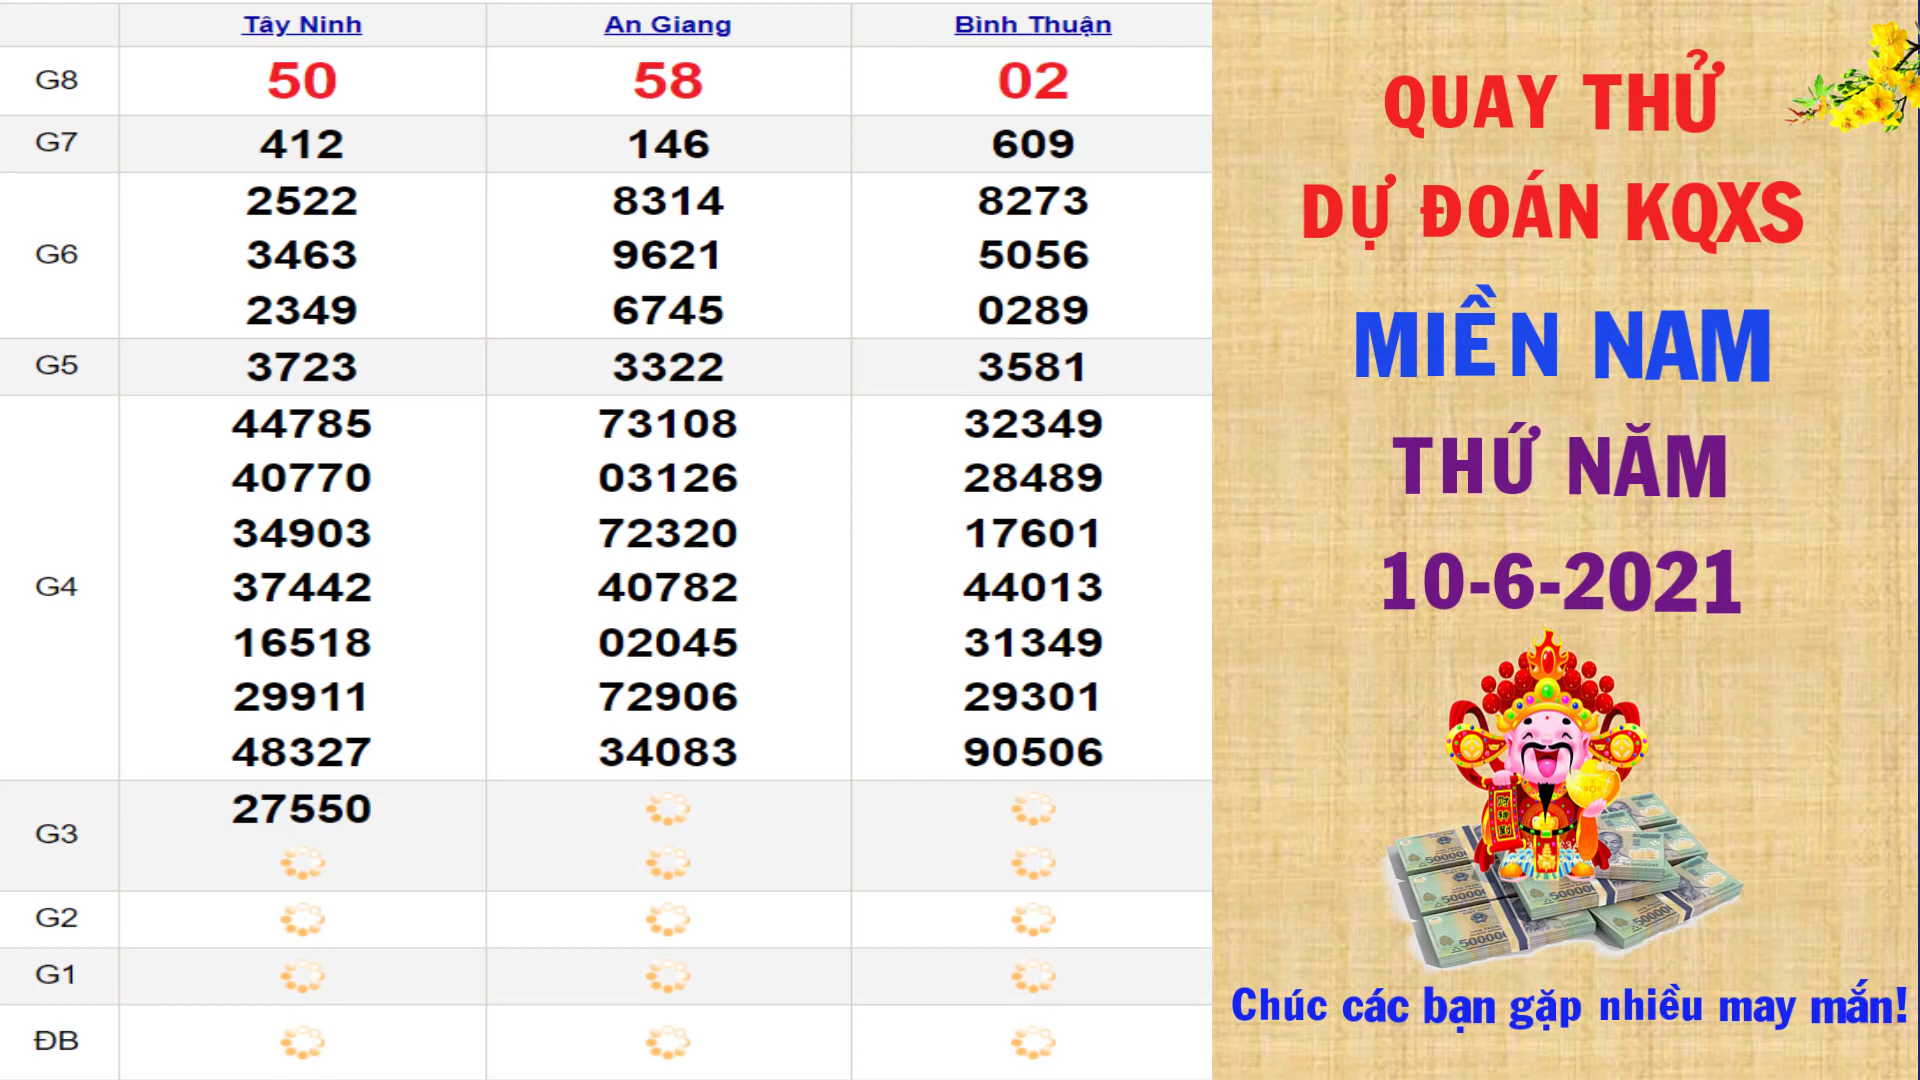 Tây Ninh An Giang Bình Thuận
G8 50 58 02
G7 412 146 609
2522 8314 8273
G6 3463 9621 5056
2349 6745 0289
G5 3723 3322 3581
44785 73108 32349
40770 03126 28489
34903 72320 17601
G4 37442 40782 44013
16518 02045 31349
29911 72906 29301
48327 34083 90506
27550
G3
G2
G1
ĐB
QUAY THỬ
DỰ ĐOÁN KQXS
MIỀN NAM
THỨ NĂM
10-6-2021
Chúc các bạn gặp nhiều may mắn!